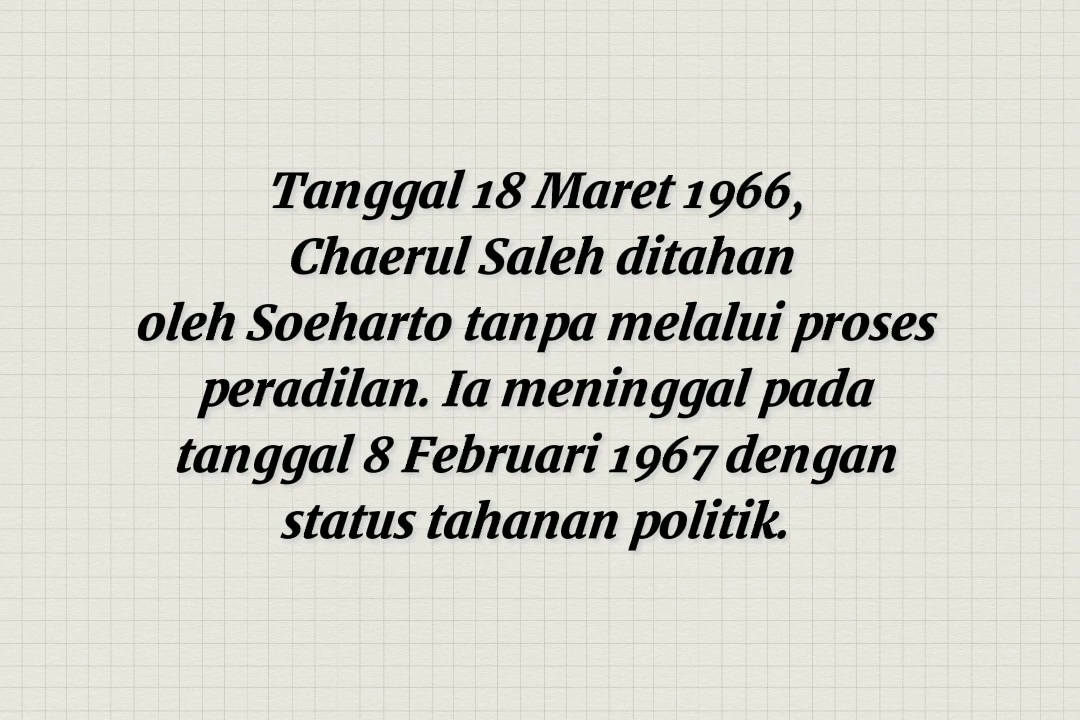 Tanggal 18 Maret 1966,
Chaerul Saleh ditahan
oleh Soeharto tanpa melalui proses
peradilan. Ia meninggal pada
tanggal 8 Februari 1967 dengan
status tahanan politik.